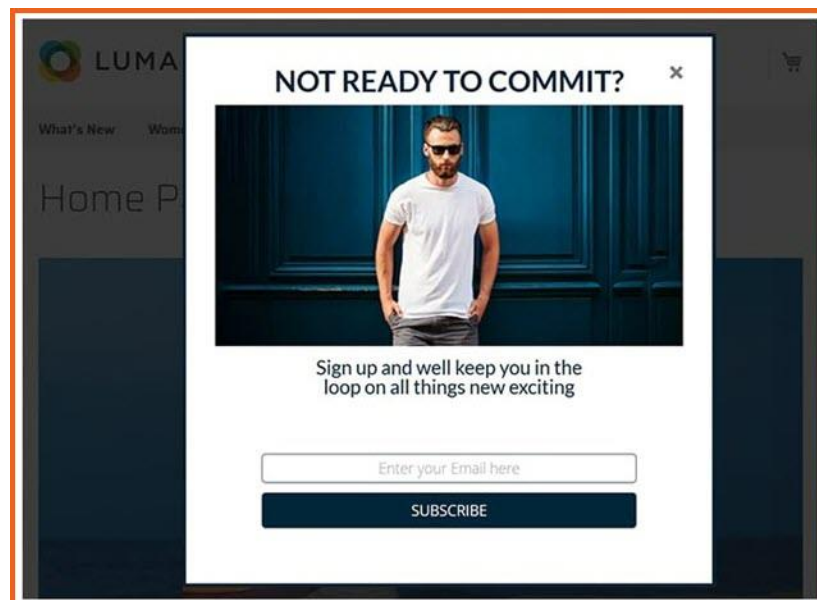 LUMA
NOT READY TO COMMIT?
×
What's New
Home P
Sign up and well keep you in the
loop on all things new exciting
Enter your Email here
SUBSCRIBE